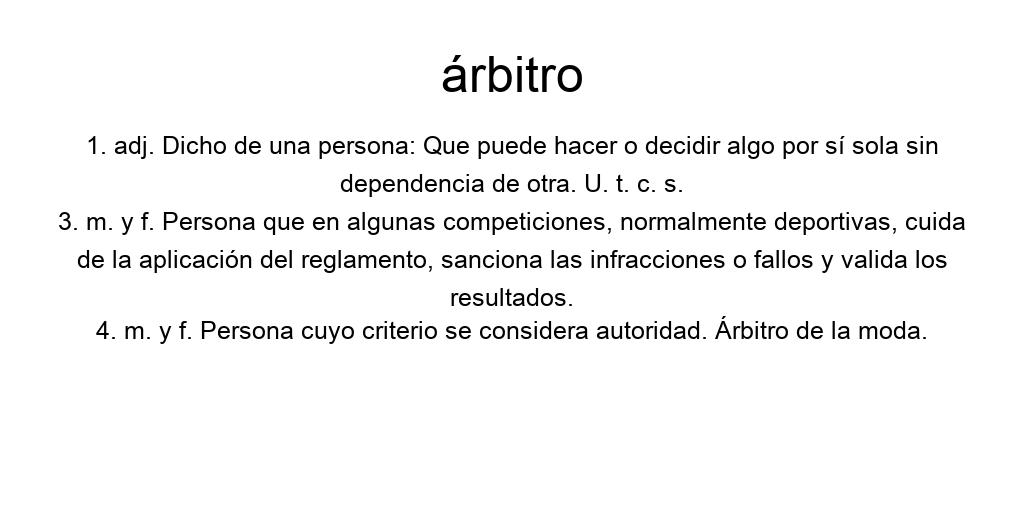 árbitro
1. adj. Dicho de una persona: Que puede hacer o decidir algo por sí sola sin
dependencia de otra. U. t. c. s.
3. m. y f. Persona que en algunas competiciones, normalmente deportivas, cuida
de la aplicación del reglamento, sanciona las infracciones o fallos y valida los
resultados.
4. m. y f. Persona cuyo criterio se considera autoridad. Árbitro de la moda.